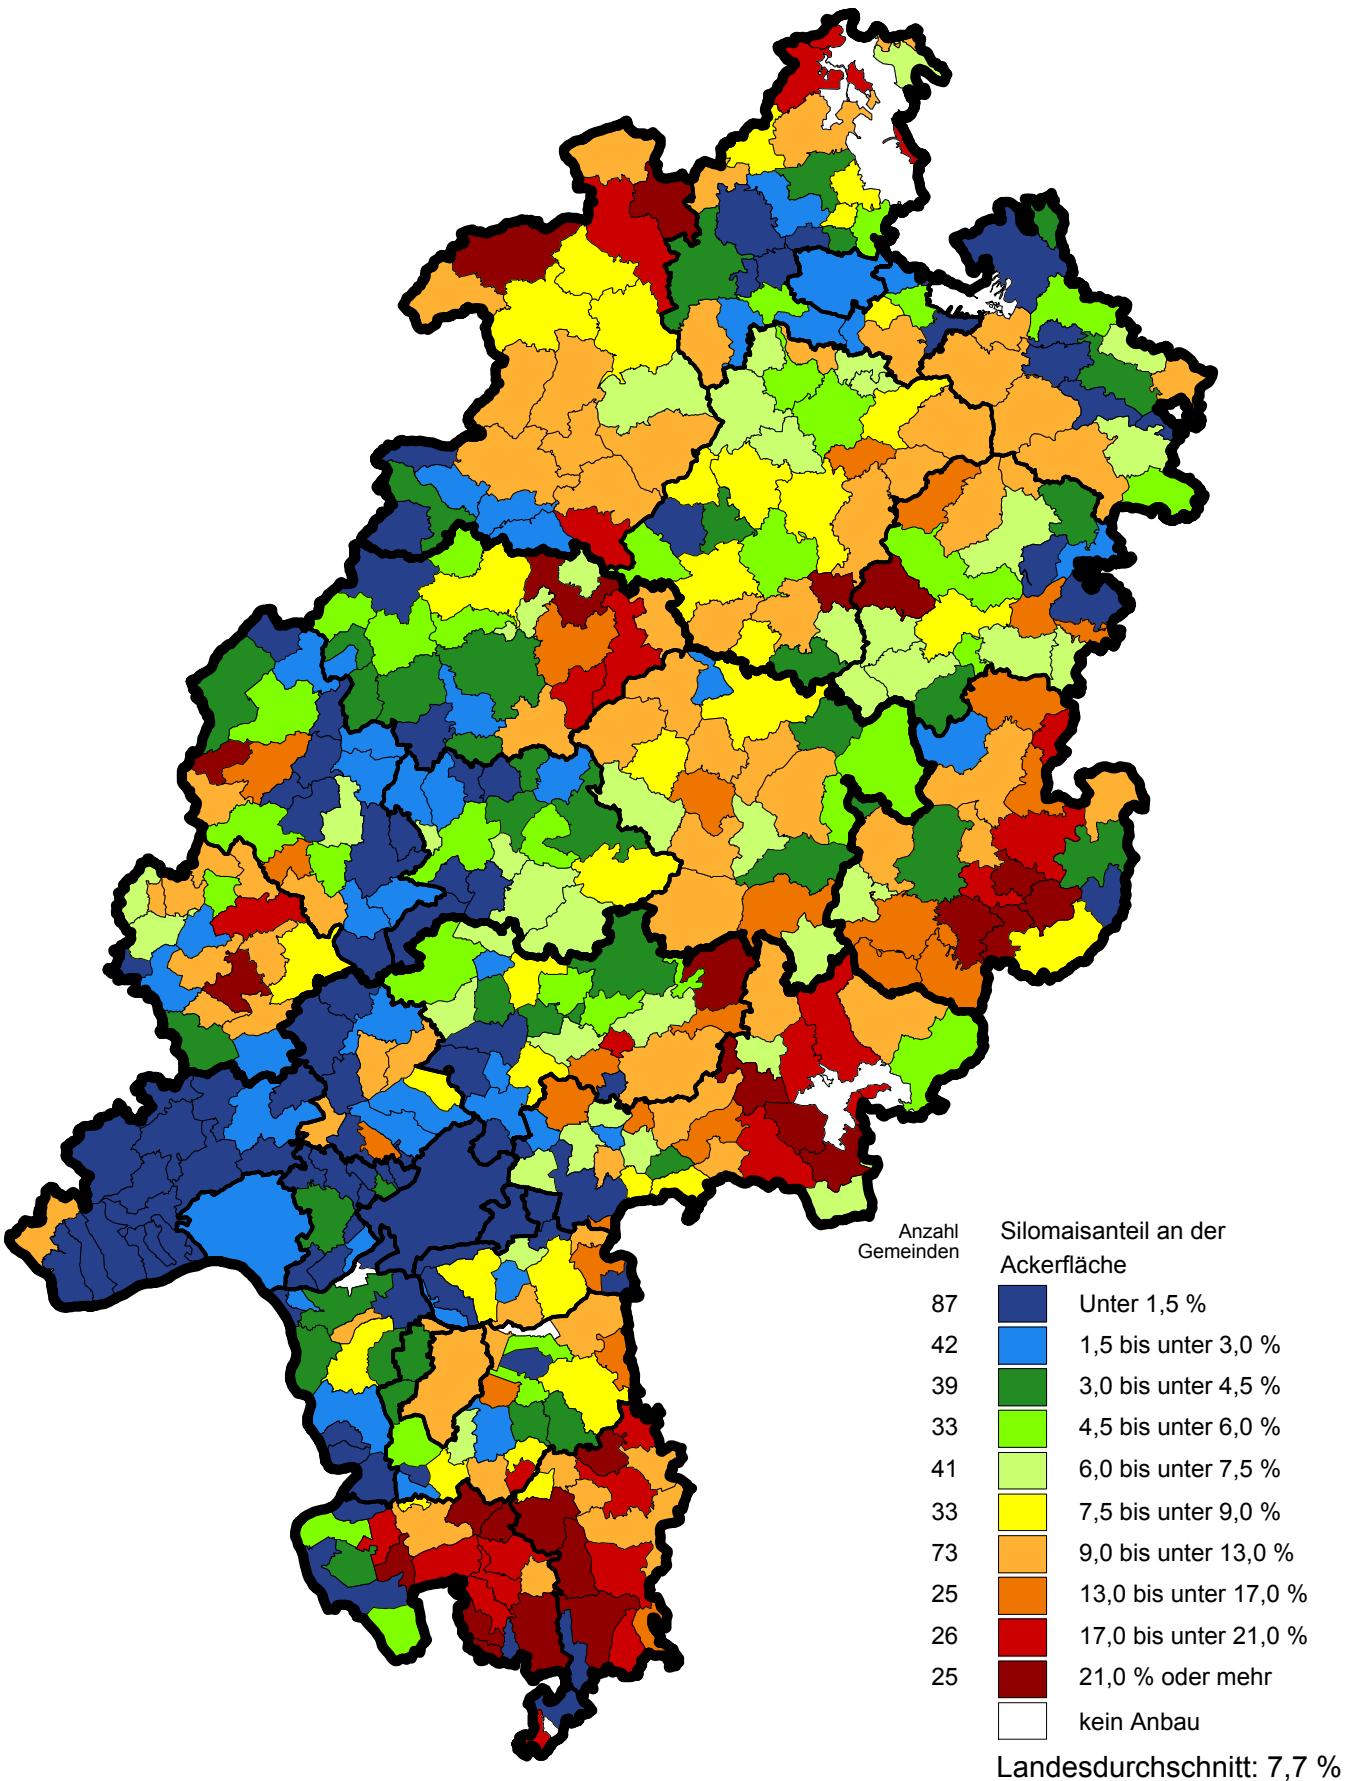 Anzahl
Gemeinden
Silomaisanteil an der
Ackerfläche
87 Unter 1,5 %
42 1,5 bis unter 3,0 %
39 3,0 bis unter 4,5 %
33 4,5 bis unter 6,0 %
41 6,0 bis unter 7,5 %
33 7,5 bis unter 9,0 %
73 9,0 bis unter 13,0 %
25 13,0 bis unter 17,0 %
26 17,0 bis unter 21,0 %
25 21,0 % oder mehr
kein Anbau
Landesdurchschnitt: 7,7 %